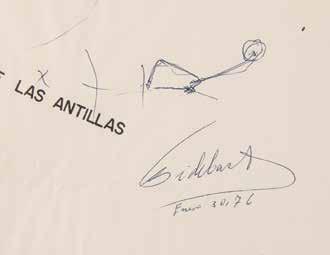 E LAS ANTILLAS
Enero 30, 76